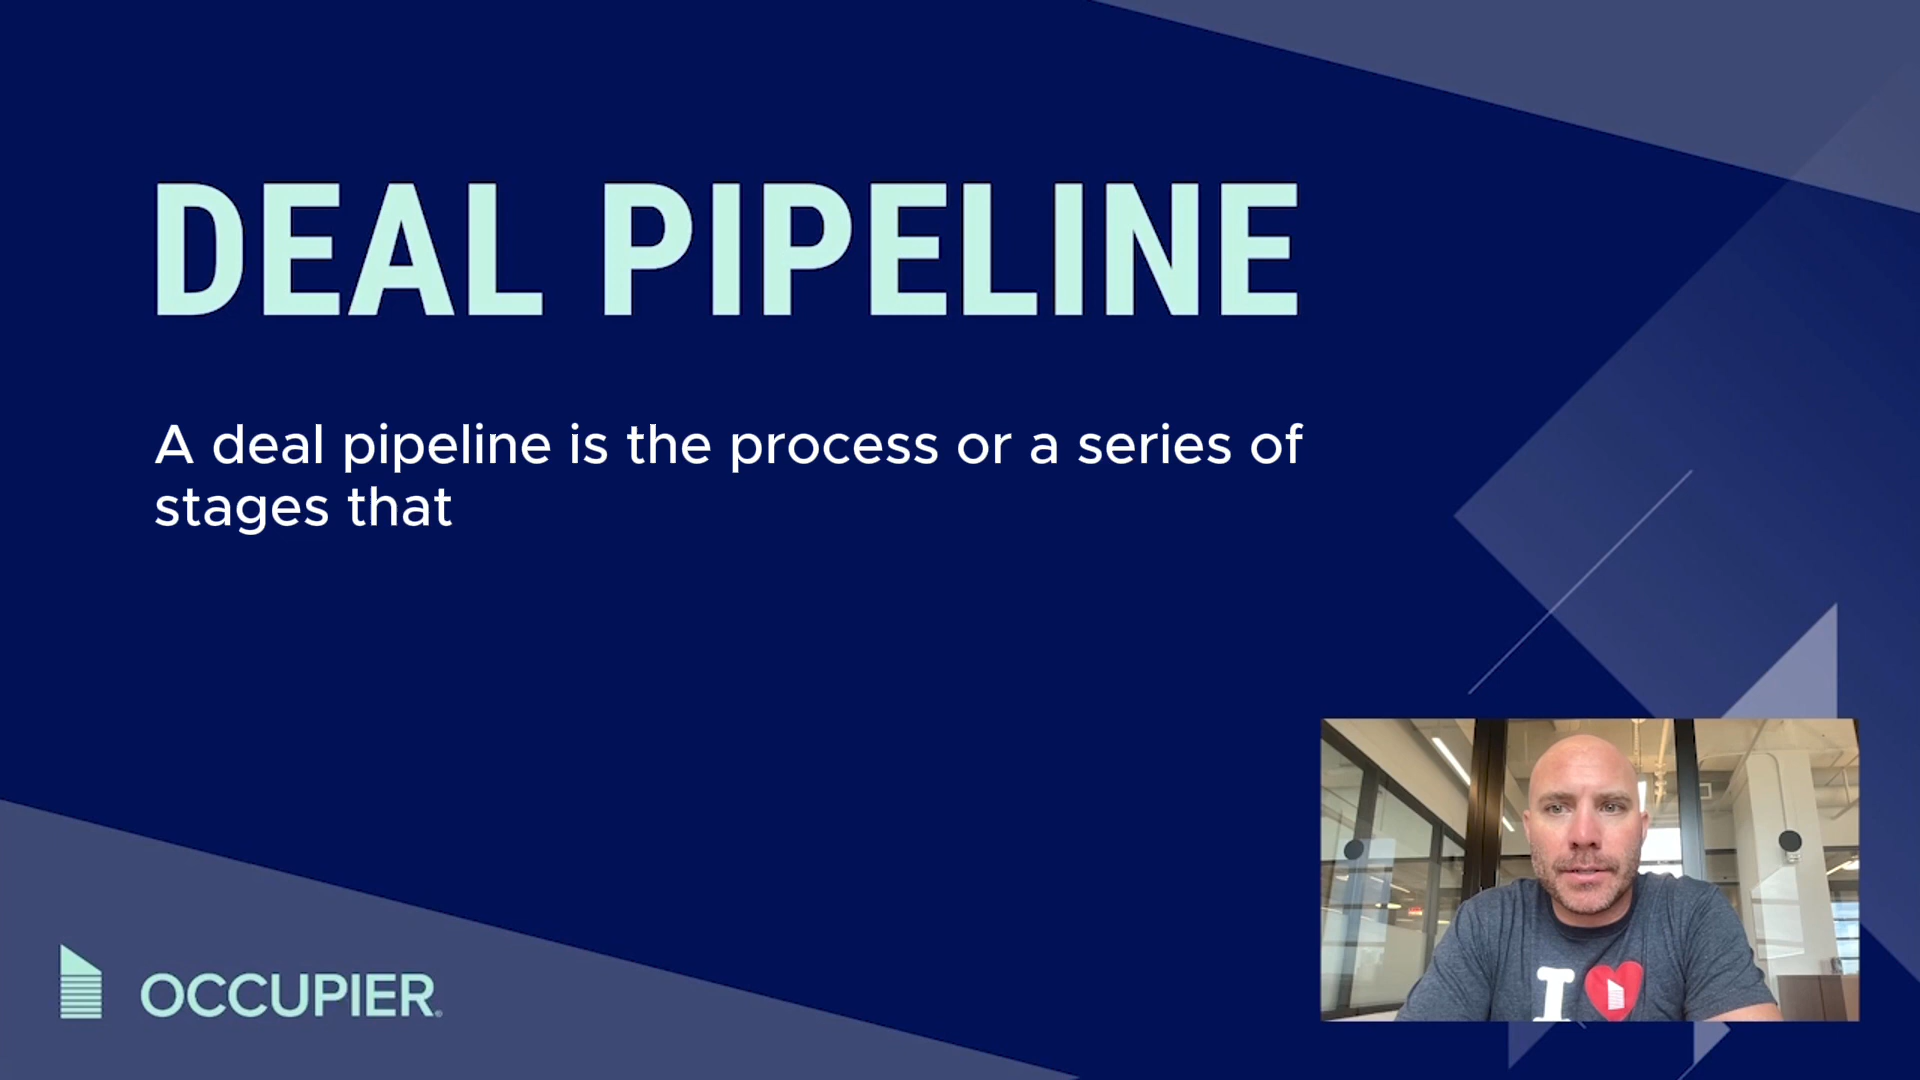 DEAL PIPELINE
A deal pipeline is the process or a series of
stages that
OCCUPIER®
I